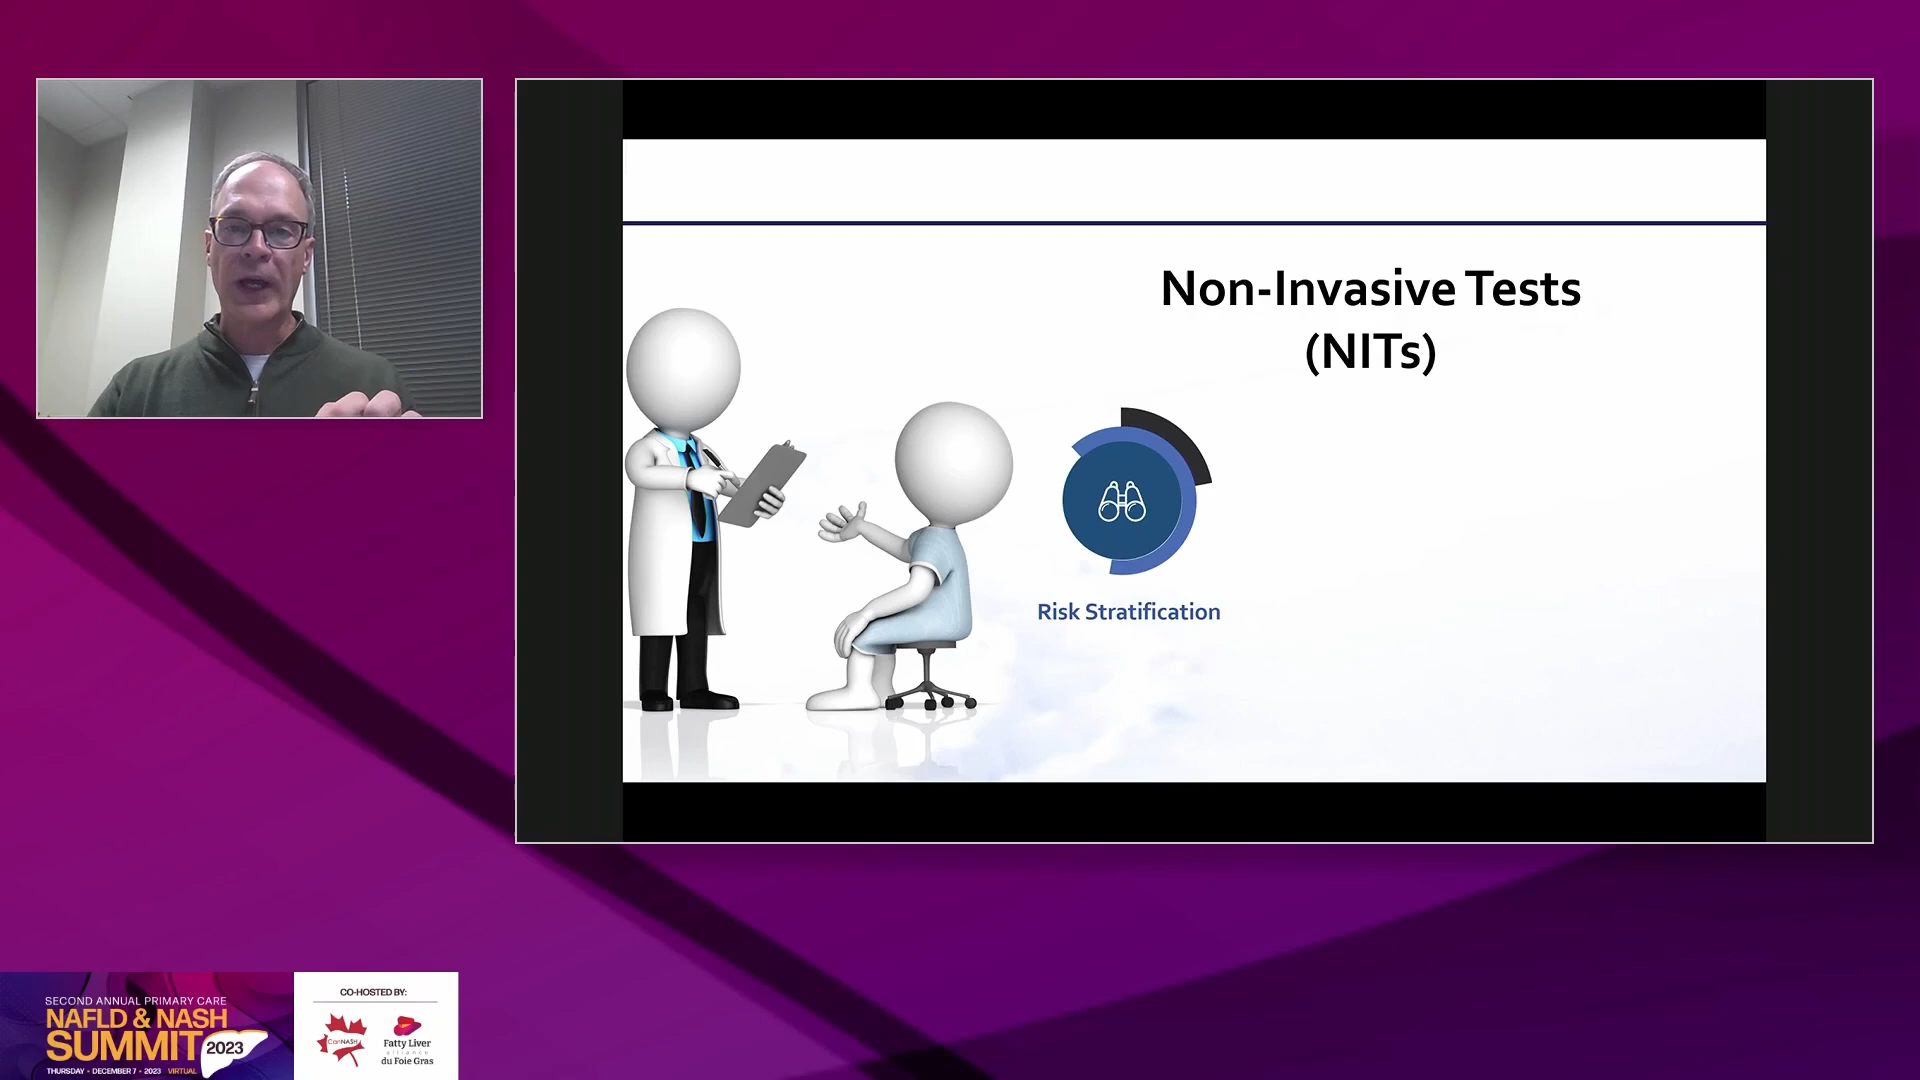 Non-Invasive Tests
(NITs)
Risk Stratification
SECOND ANNUAL PRIMARY CARE
NAFLD & NASH
SUMMIT 2023
THURSDAY • DECEMBER 7 • 2023 VIRTUAL
CO-HOSTED BY:
CanNASH
Fatty Liver
alliance
du Foie Gras